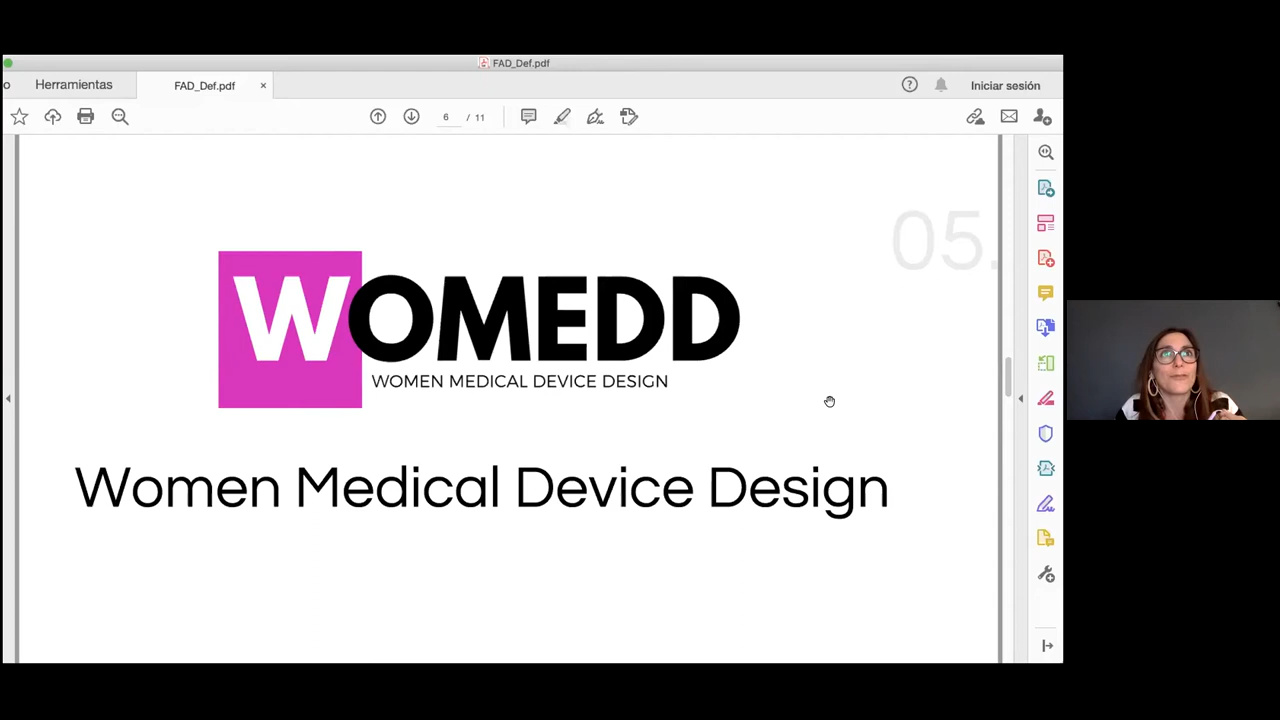 FAD_Def.pdf
o Herramientas FAD_Def.pdf × Iniciar sesión
6 / 11
05.
WOMEDD
WOMEN MEDICAL DEVICE DESIGN
Women Medical Device Design